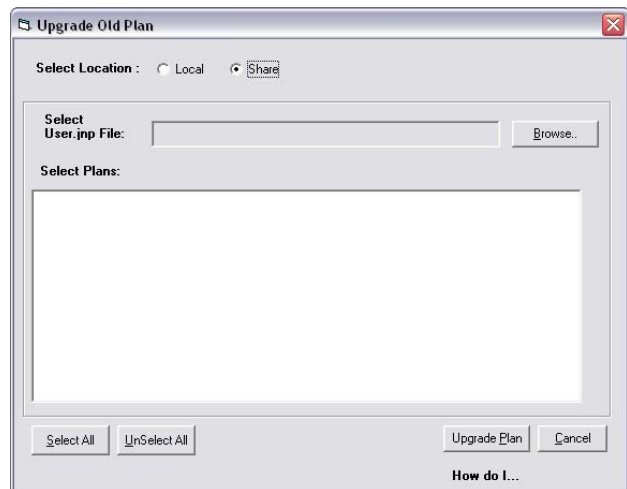 Upgrade Old Plan
Select Location : Local Share
Select
User.jnp File: Browse..
Select Plans:
Select All UnSelect All Upgrade Plan Cancel
How do I...